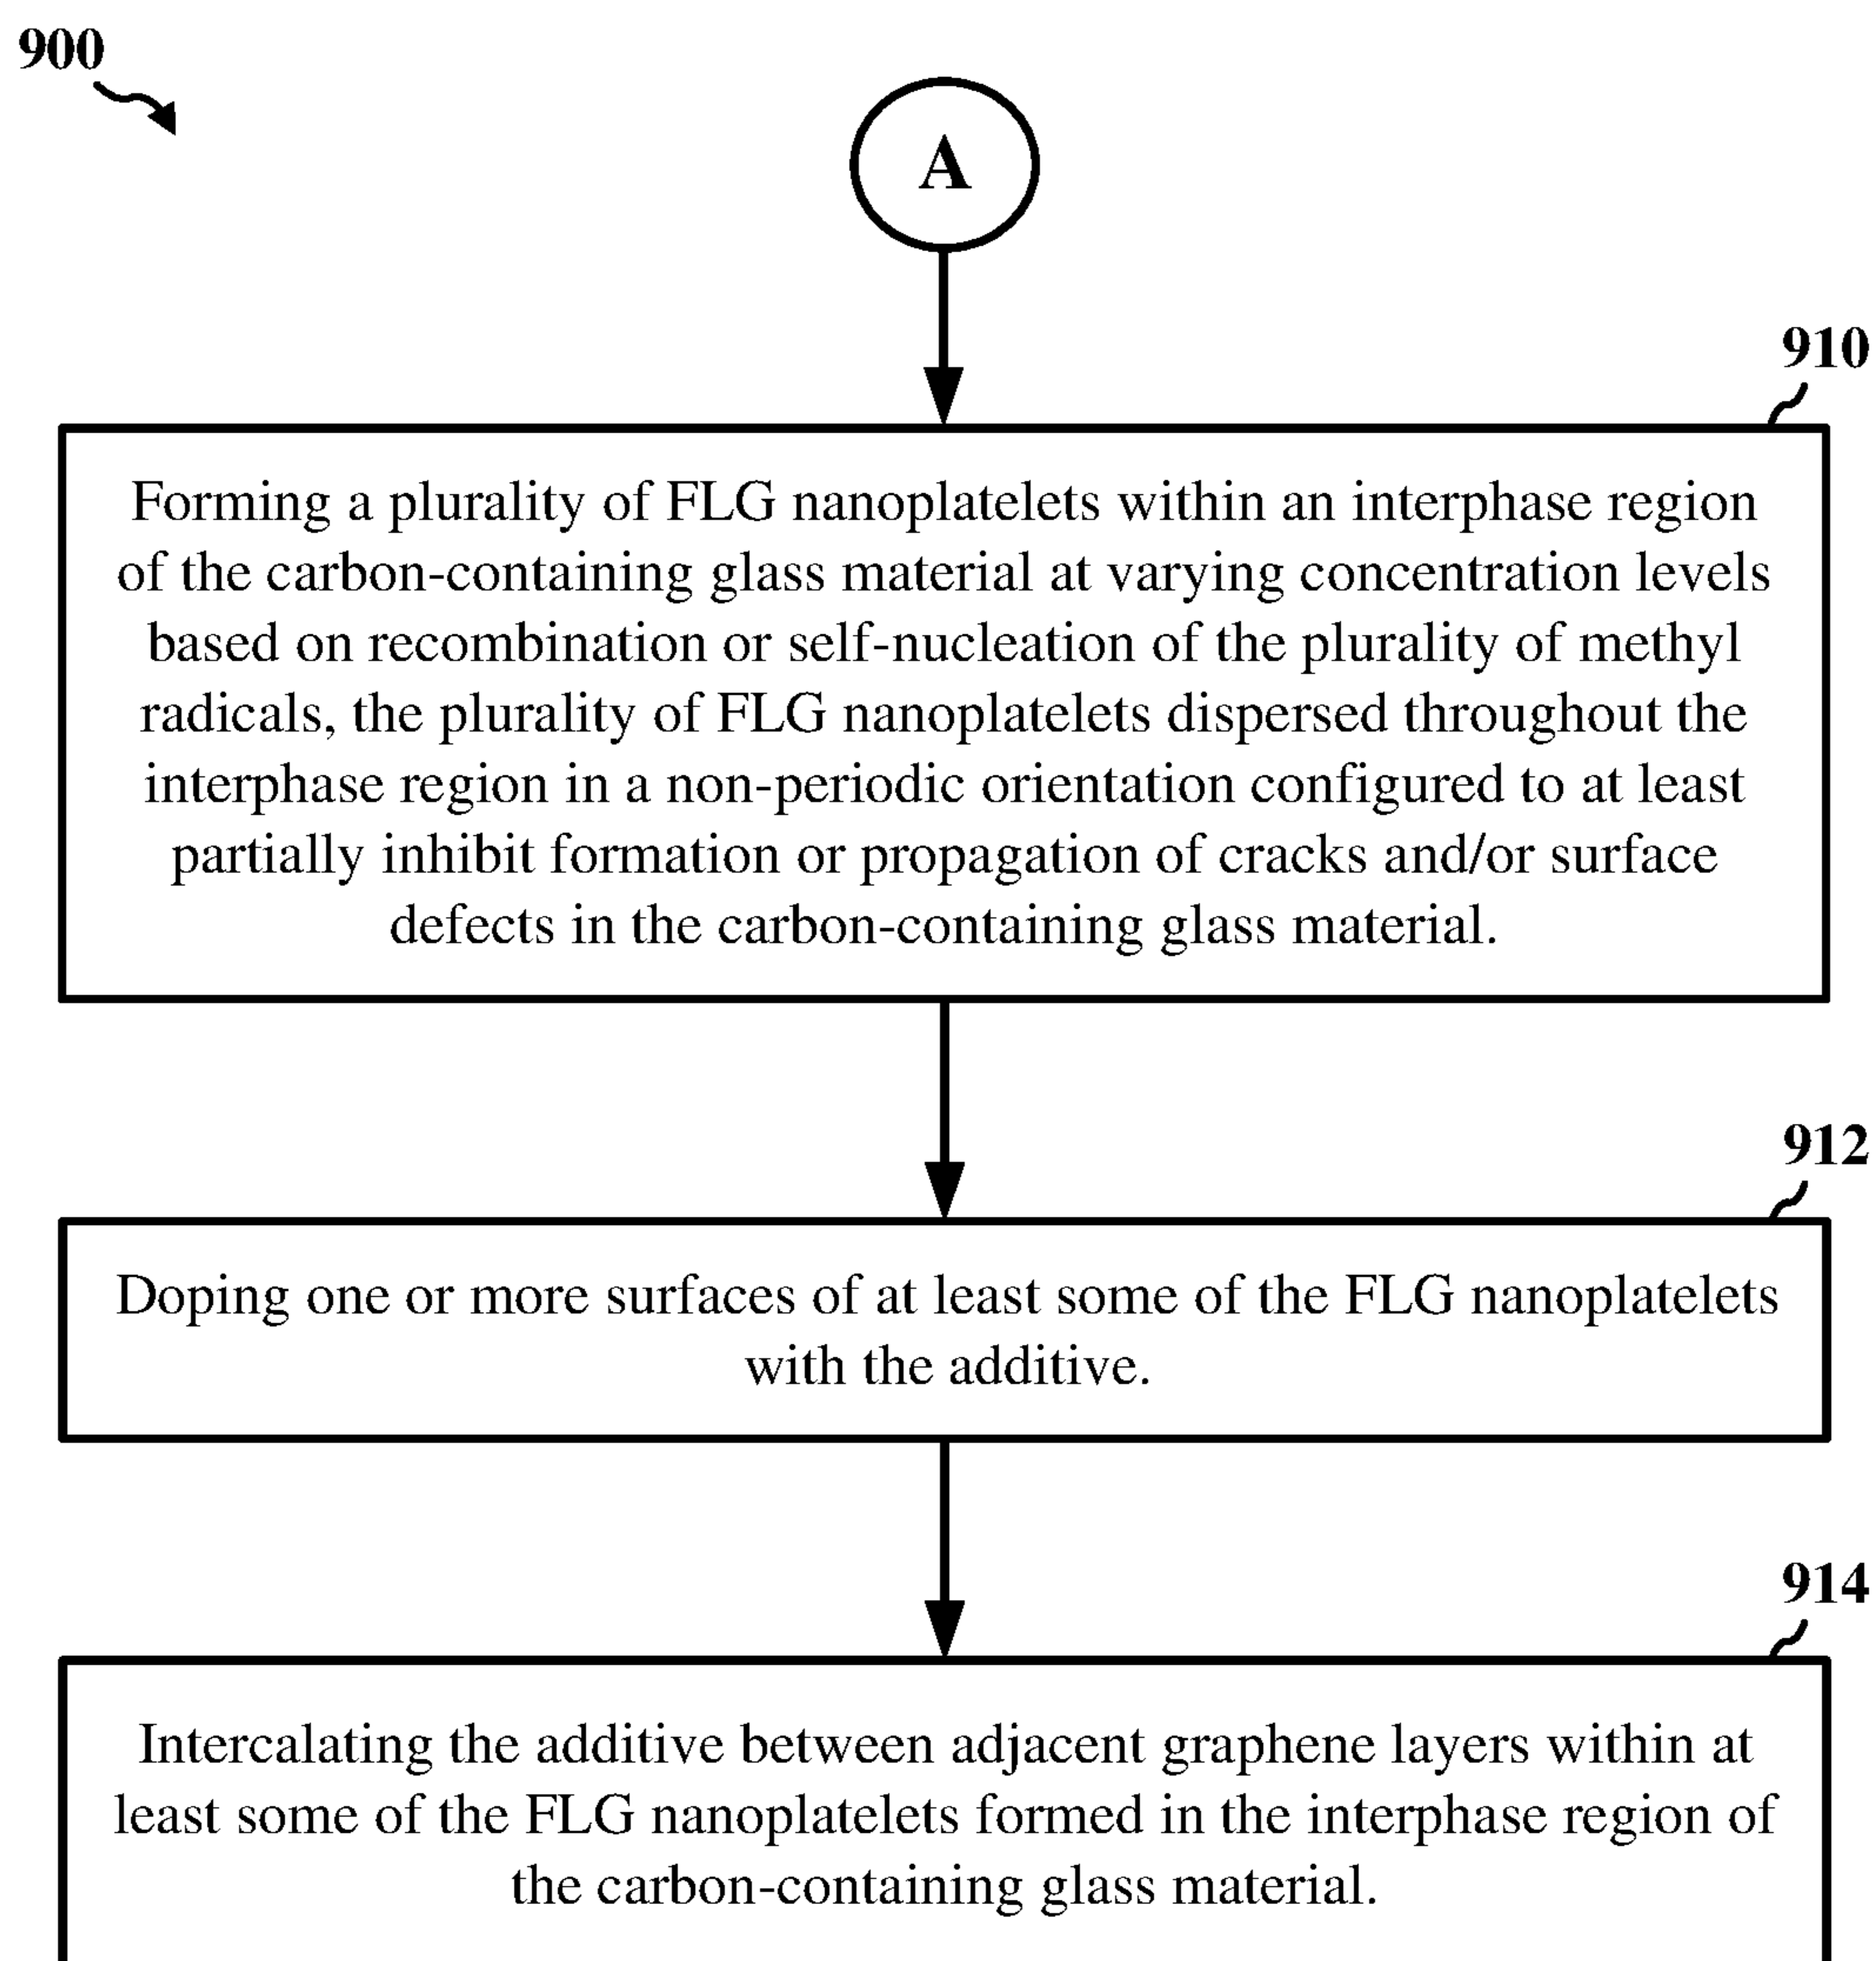 900
A
910
Forming a plurality of FLG nanoplatelets within an interphase region
of the carbon-containing glass material at varying concentration levels
based on recombination or self-nucleation of the plurality of methyl
radicals, the plurality of FLG nanoplatelets dispersed throughout the
interphase region in a non-periodic orientation configured to at least
partially inhibit formation or propagation of cracks and/or surface
defects in the carbon-containing glass material.
912
Doping one or more surfaces of at least some of the FLG nanoplatelets
with the additive.
914
Intercalating the additive between adjacent graphene layers within at
least some of the FLG nanoplatelets formed in the interphase region of
the carbon-containing glass material.